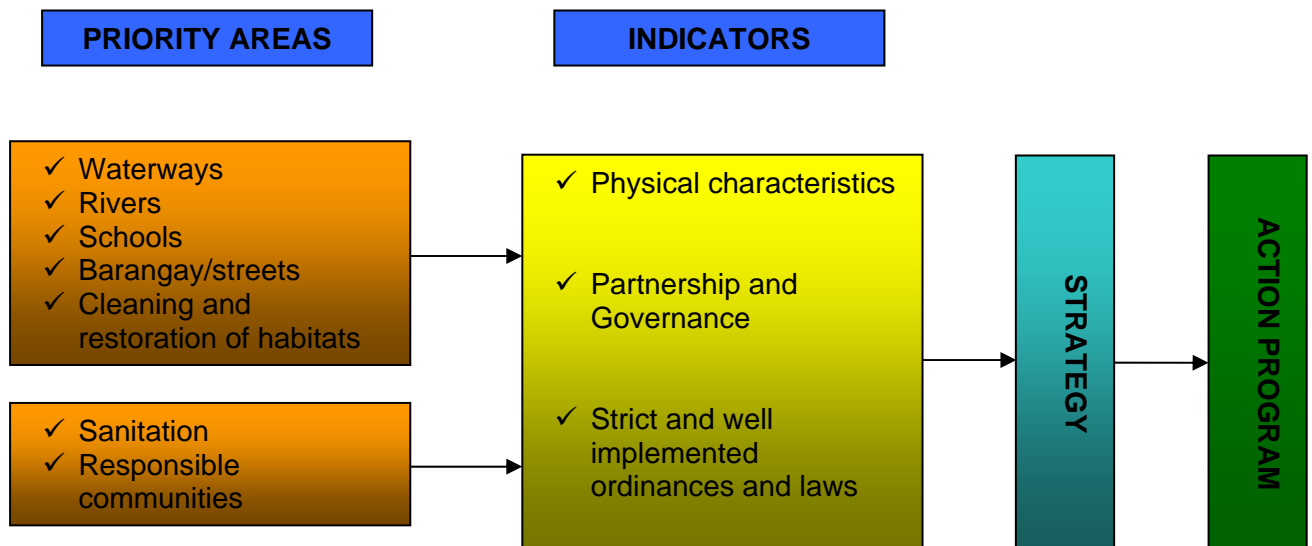 PRIORITY AREAS
INDICATORS
✓ Waterways
✓ Rivers
✓ Schools
✓ Barangay/streets
✓ Cleaning and
restoration of habitats
✓ Sanitation
✓ Responsible
communities
✓ Physical characteristics
✓ Partnership and
Governance
✓ Strict and well
implemented
ordinances and laws
STRATEGY
ACTION PROGRAM